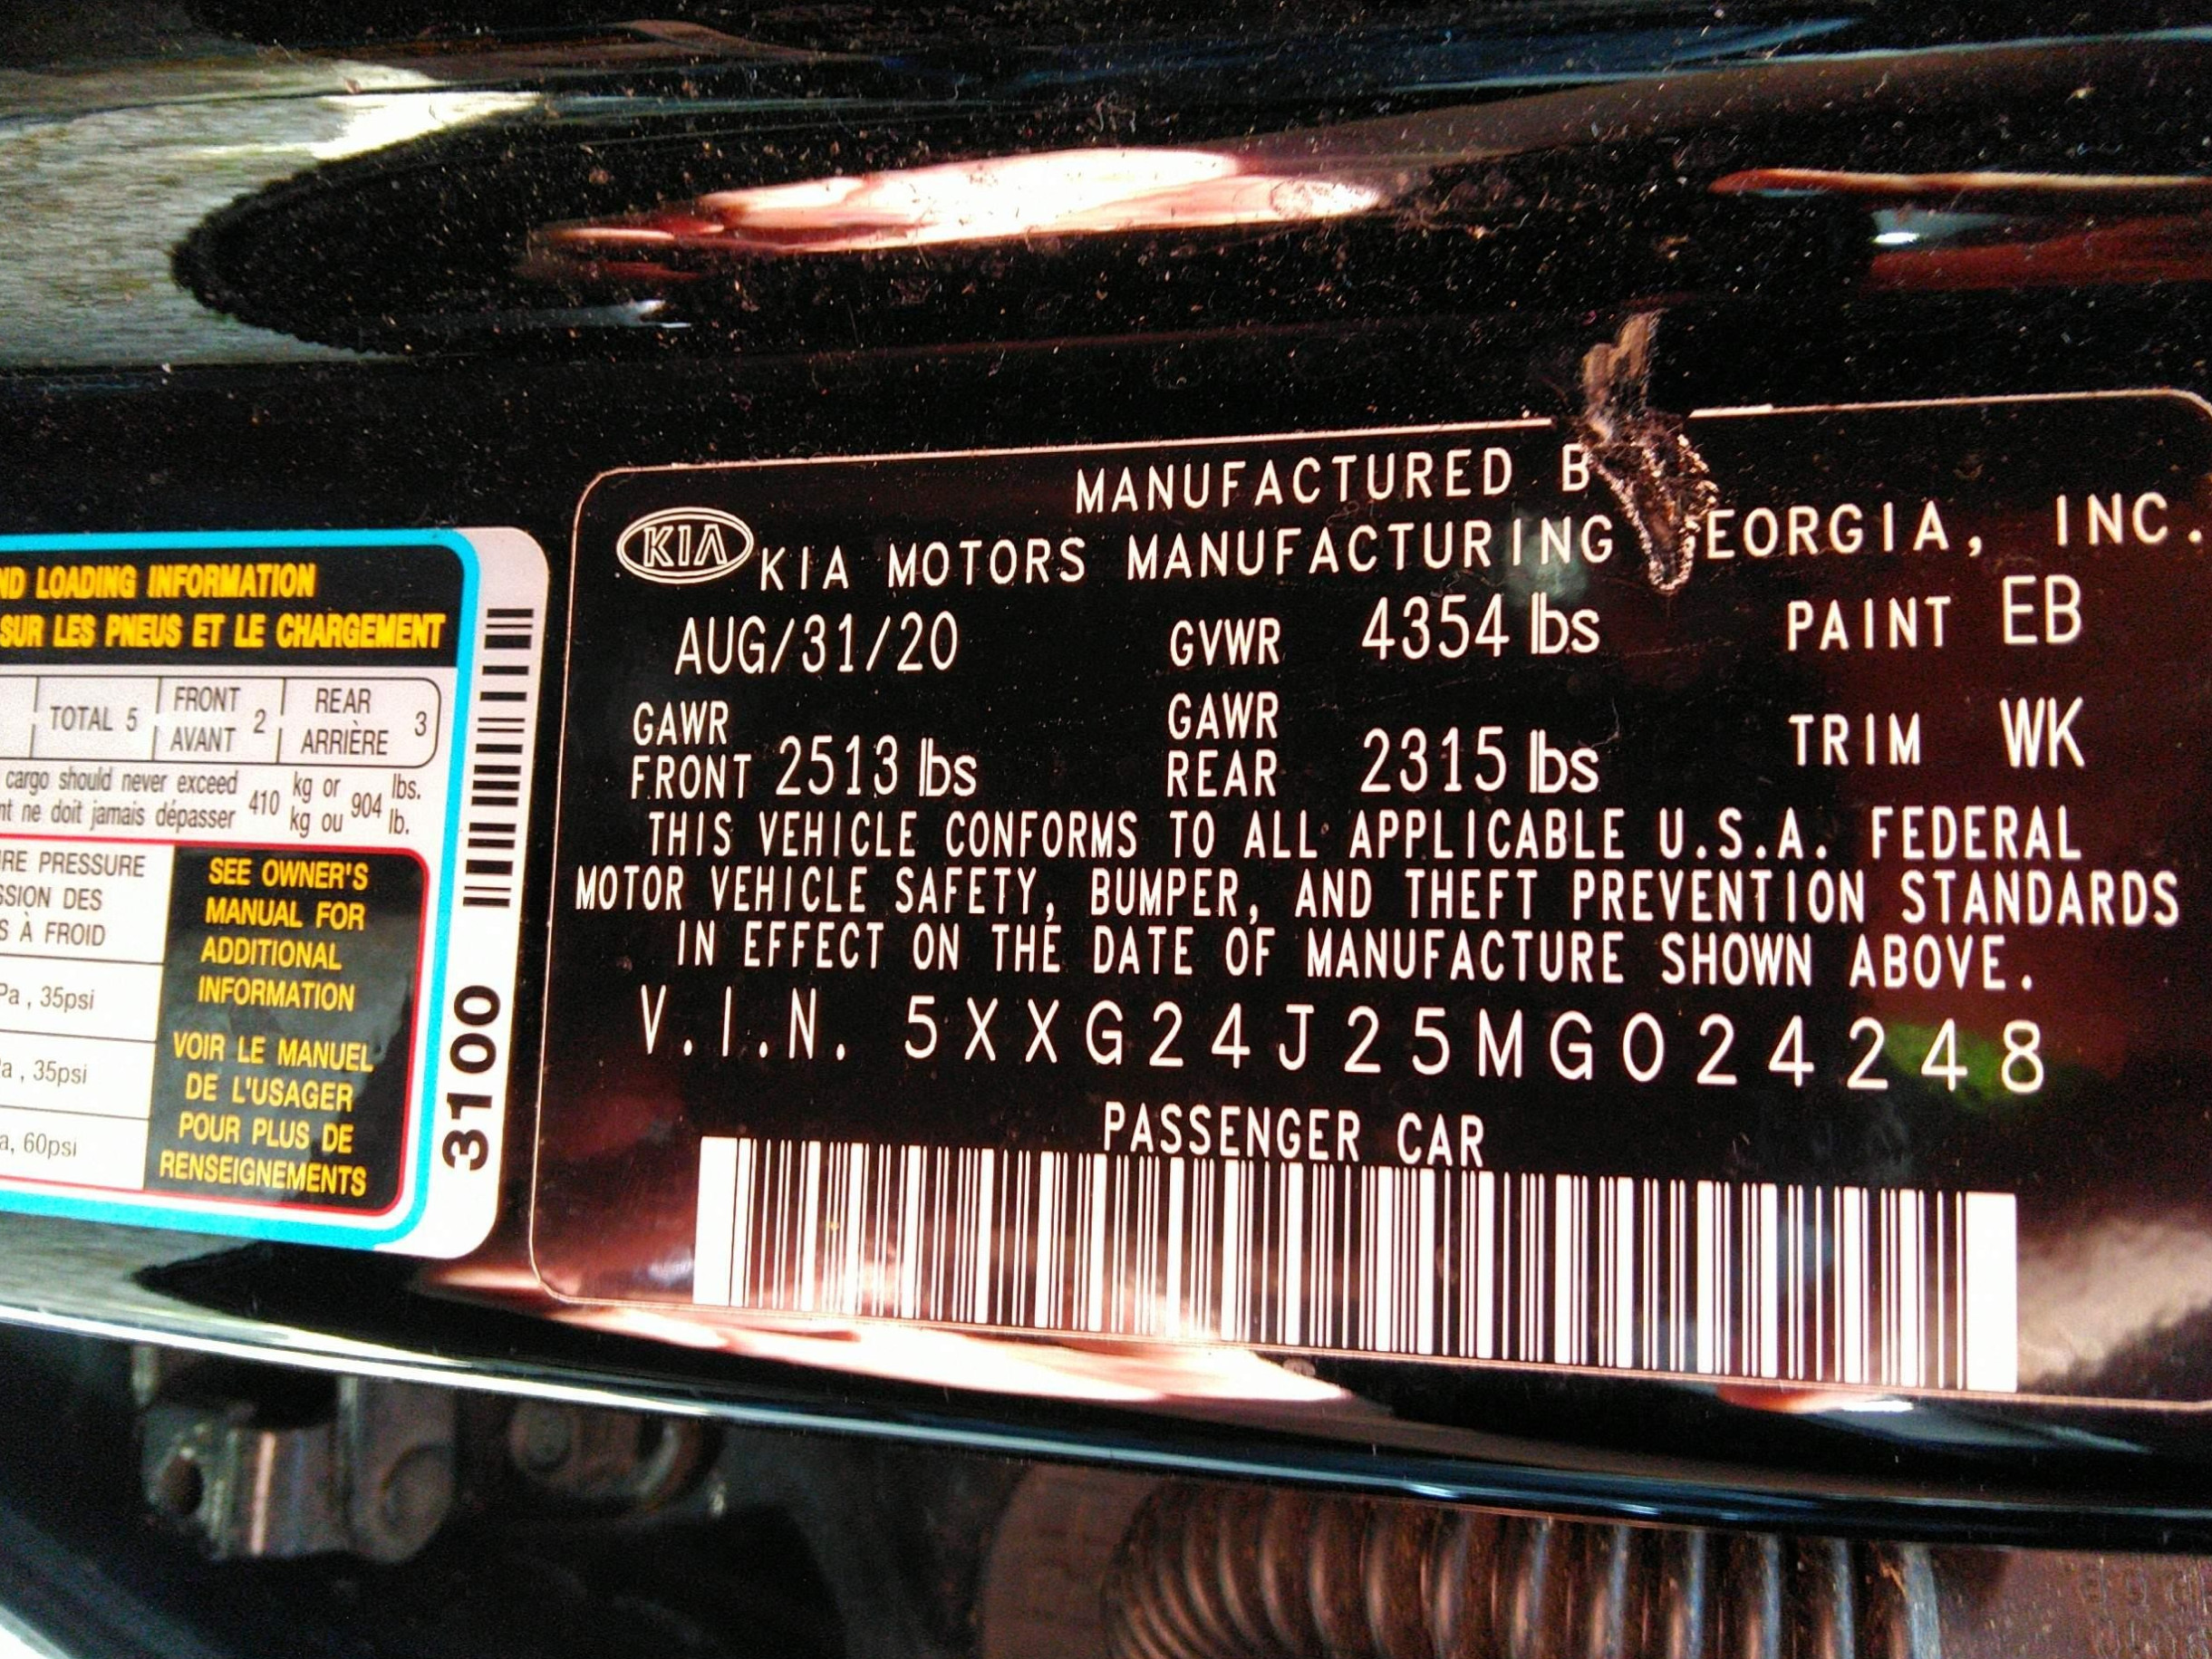 ND LOADING INFORMATION
SUR LES PNEUS ET LE CHARGEMENT
TOTAL 5 FRONT AVANT 2 REAR ARRIÈRE 3
cargo should never exceed 410 kg or 904 lbs.
nt ne doit jamais dépasser kg ou lb.
RE PRESSURE
SSION DES
S À FROID
Pa , 35psi
a , 35psi
a, 60psi
SEE OWNER'S
MANUAL FOR
ADDITIONAL
INFORMATION
VOIR LE MANUEL
DE L'USAGER
POUR PLUS DE
RENSEIGNEMENTS
3100
MANUFACTURED B
KIA KIA MOTORS MANUFACTURING EORGIA, INC.
AUG/31/20 GVWR 4354 lbs PAINT EB
GAWR FRONT 2513 lbs GAWR REAR 2315 lbs TRIM WK
THIS VEHICLE CONFORMS TO ALL APPLICABLE U.S.A. FEDERAL
MOTOR VEHICLE SAFETY, BUMPER, AND THEFT PREVENTION STANDARDS
IN EFFECT ON THE DATE OF MANUFACTURE SHOWN ABOVE.
V.I.N. 5XXG24J25MG024248
PASSENGER CAR